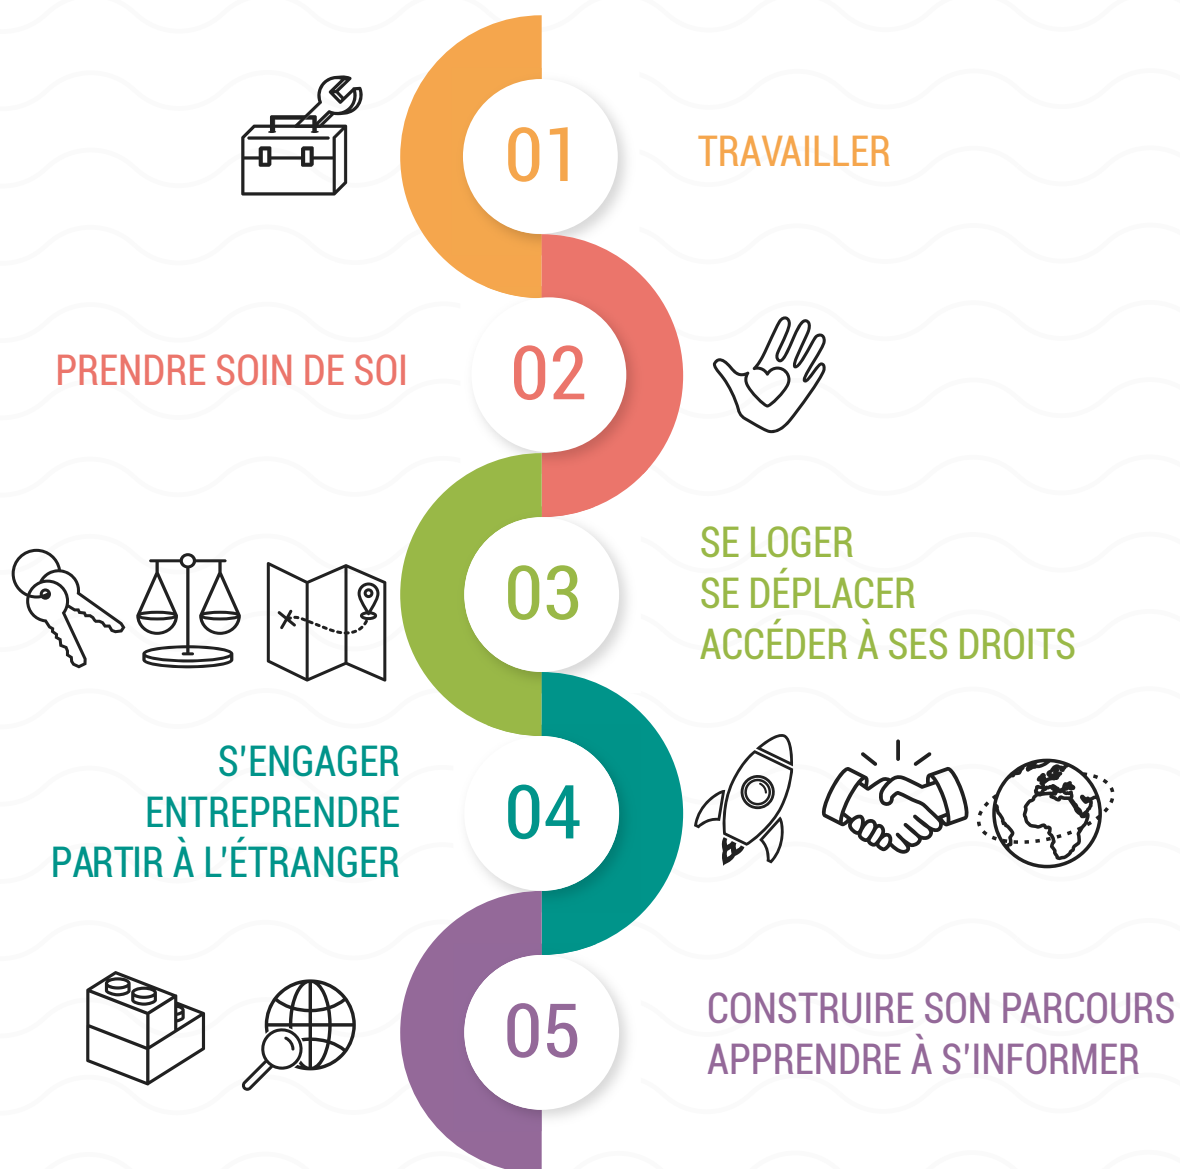 01
TRAVAILLER
PRENDRE SOIN DE SOI
02
03
SE LOGER
SE DÉPLACER
ACCÉDER À SES DROITS
S'ENGAGER
ENTREPRENDRE
PARTIR À L'ÉTRANGER
04
05
CONSTRUIRE SON PARCOURS
APPRENDRE À S'INFORMER